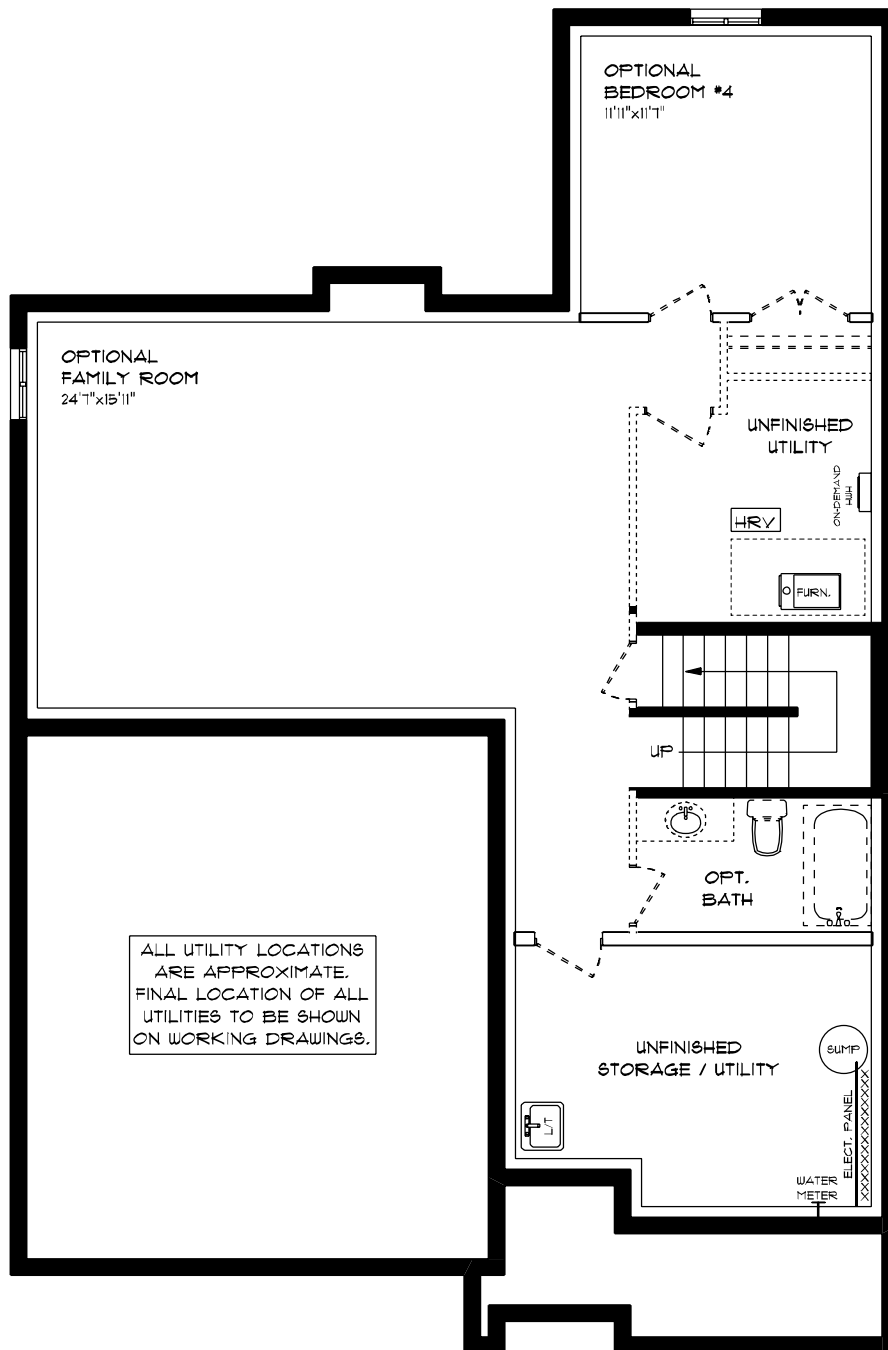 OPTIONAL
BEDROOM #4
11'11"x11'7"
OPTIONAL
FAMILY ROOM
24'7"x15'11"
UNFINISHED
UTILITY
ON-DEMAND
HWH
HRV
FURN.
UP
OPT.
BATH
ALL UTILITY LOCATIONS
ARE APPROXIMATE.
FINAL LOCATION OF ALL
UTILITIES TO BE SHOWN
ON WORKING DRAWINGS.
UNFINISHED
STORAGE / UTILITY
SUMP
L/T
ELECT. PANEL
WATER
METER